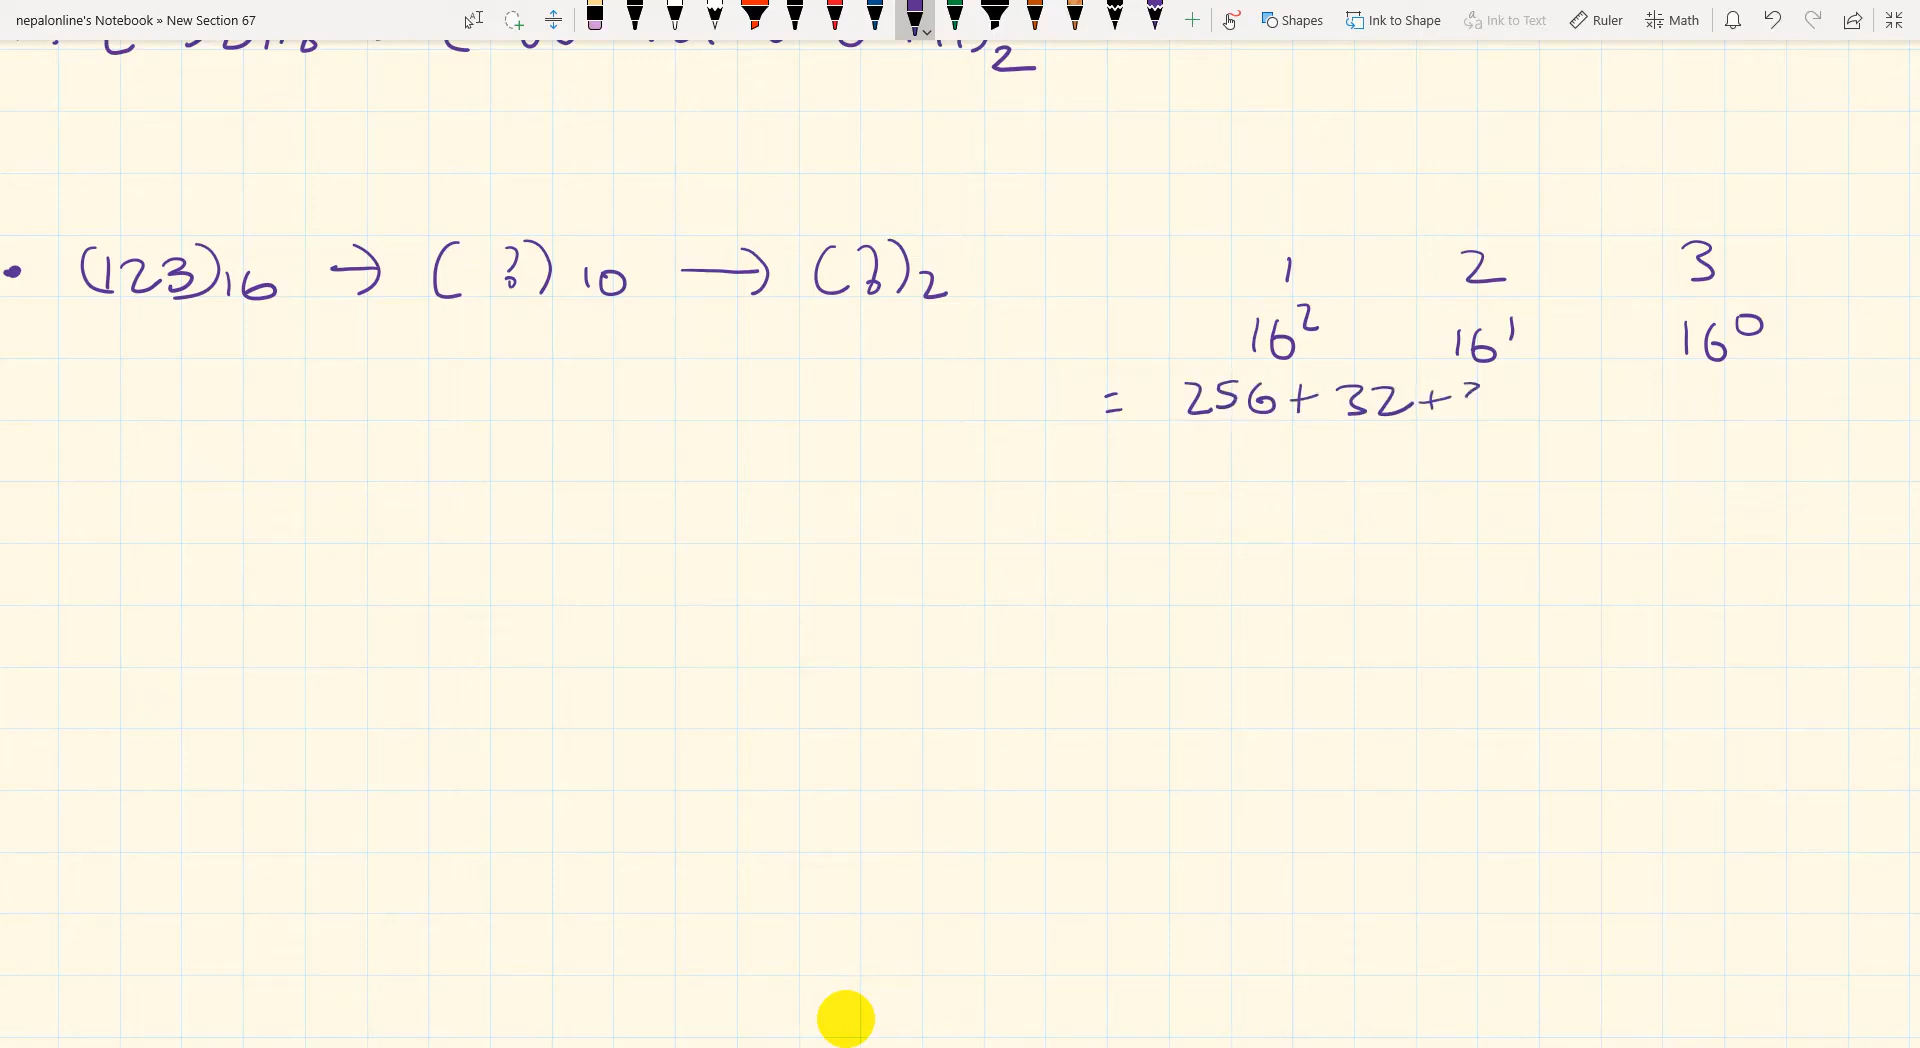 nepalonline's Notebook » New Section 67
Shapes Ink to Shape Ink to Text Ruler Math
2
• (123)₁₆ → ( ? )₁₀ → (?)₂
1 2 3
16² 16¹ 16⁰
= 256 + 32 +